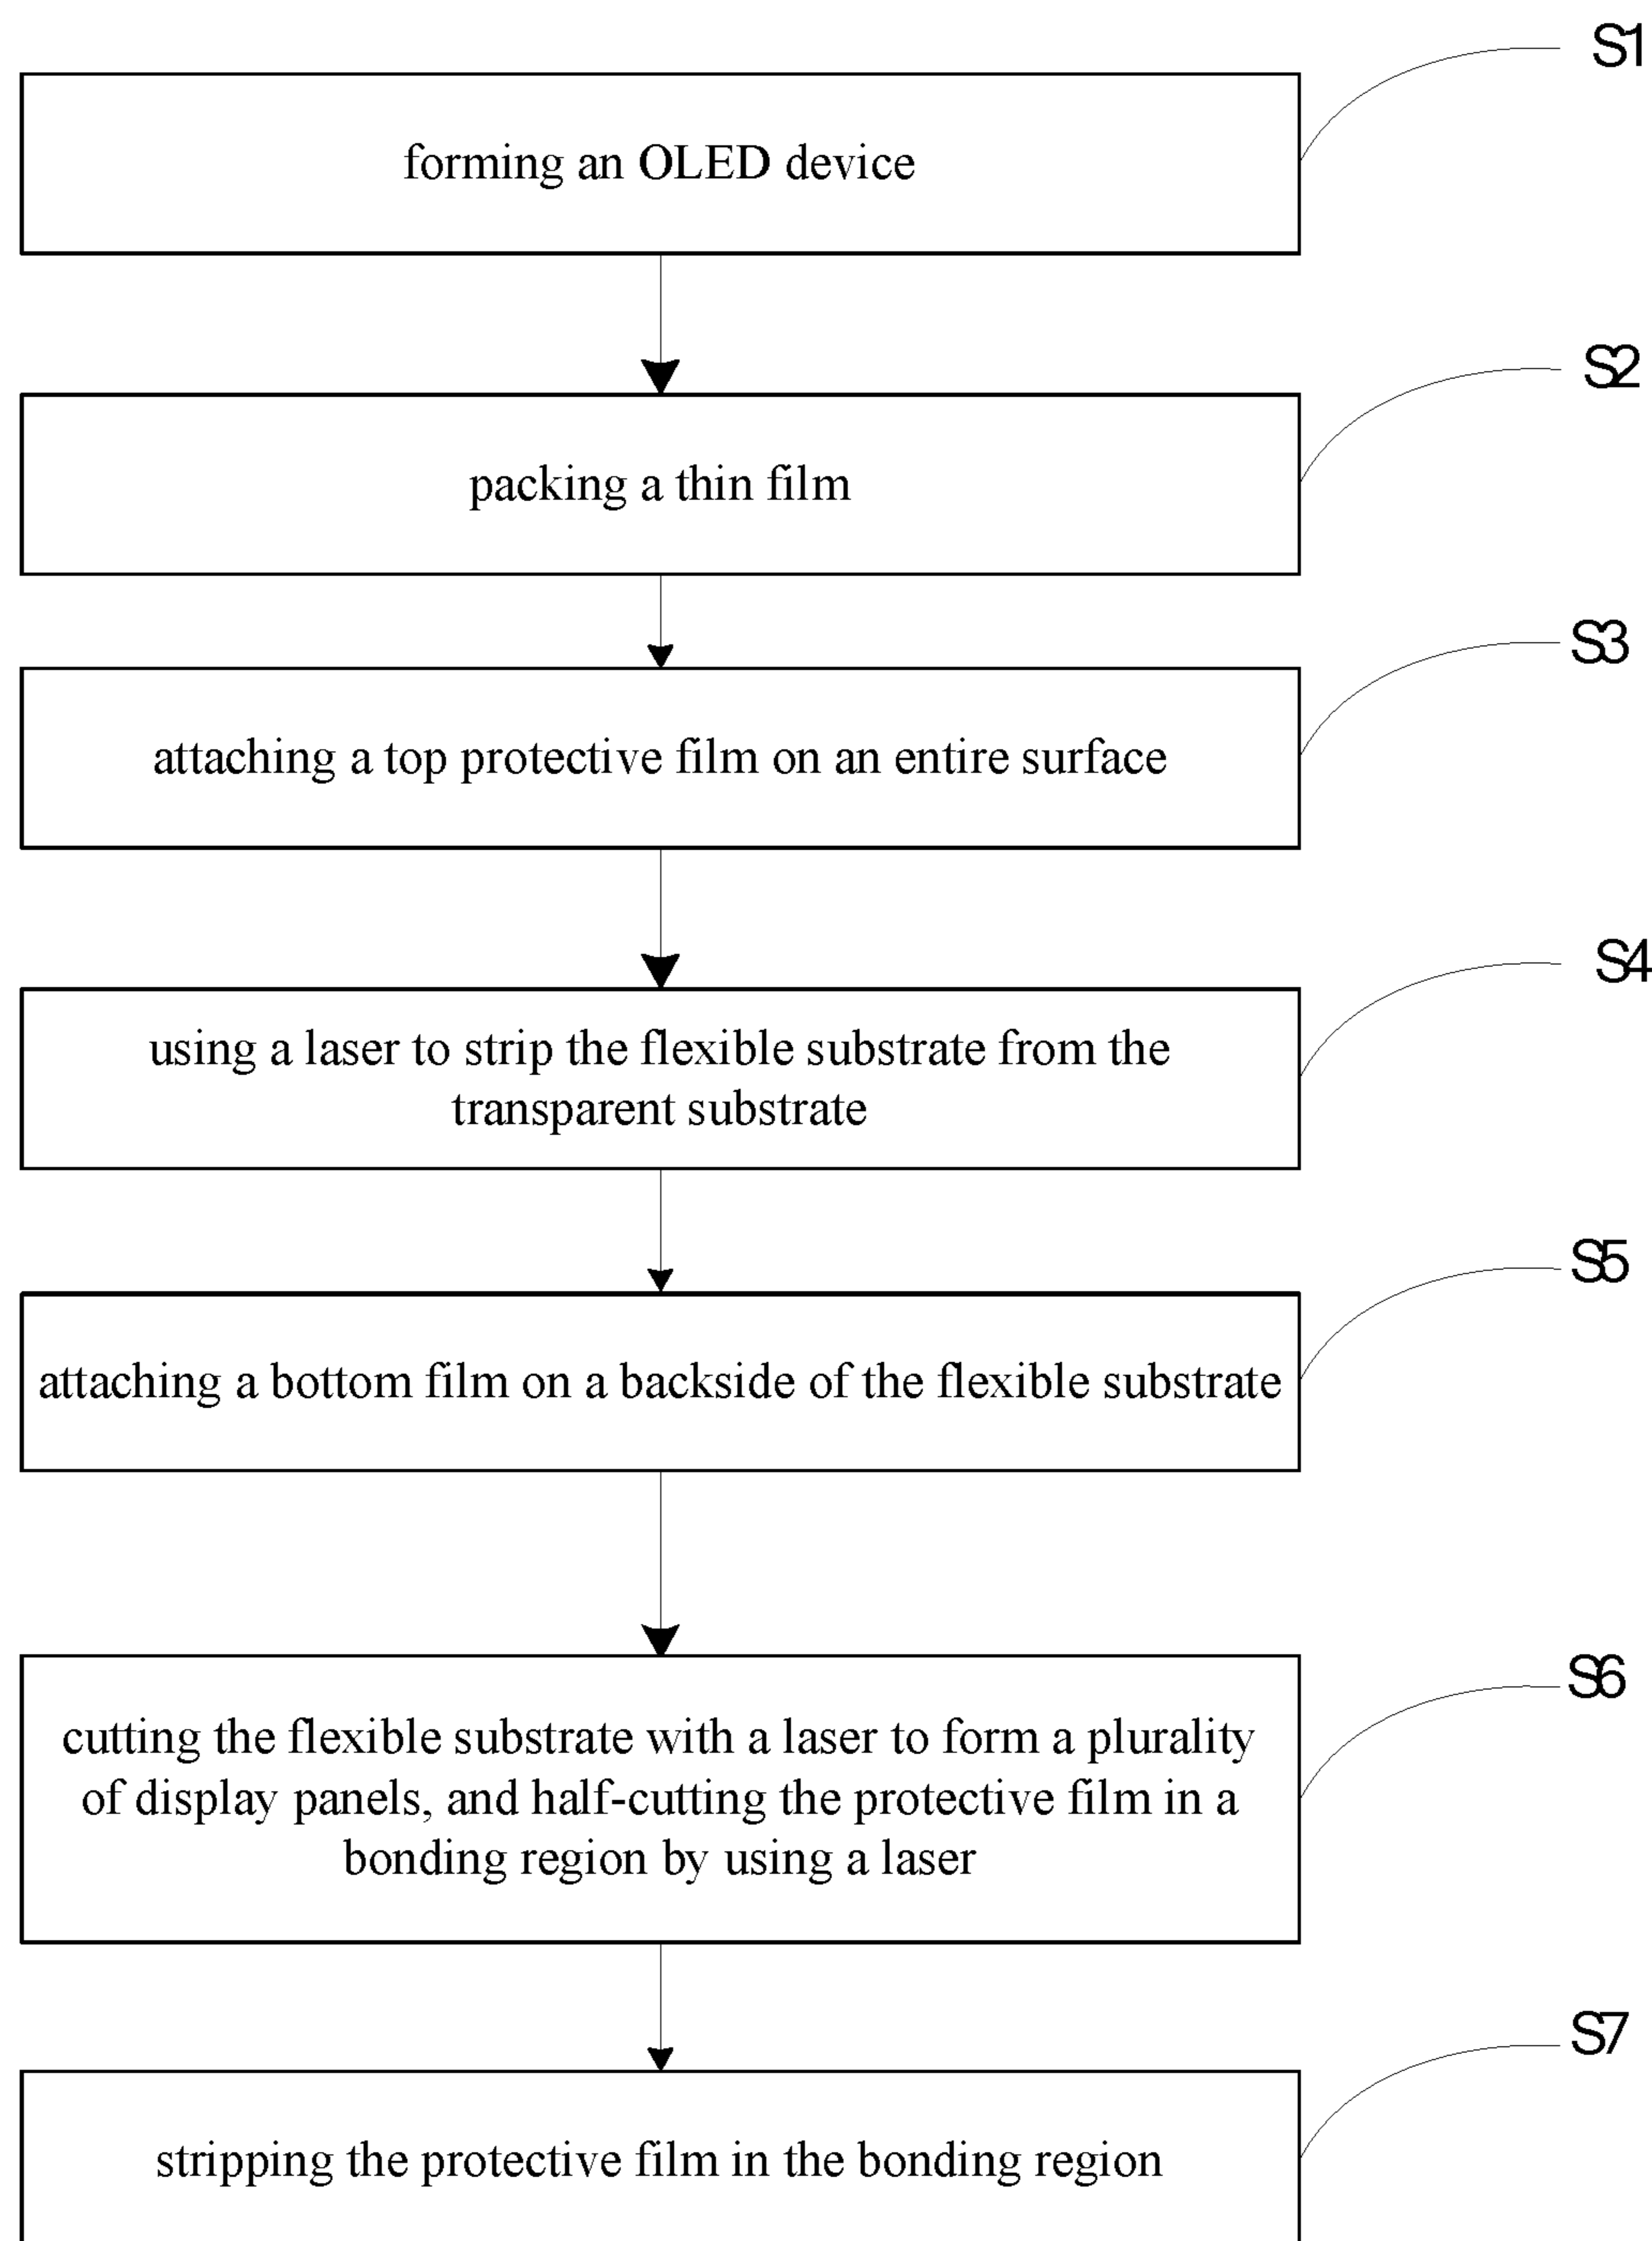 S1
forming an OLED device
S2
packing a thin film
S3
attaching a top protective film on an entire surface
S4
using a laser to strip the flexible substrate from the
transparent substrate
S5
attaching a bottom film on a backside of the flexible substrate
S6
cutting the flexible substrate with a laser to form a plurality
of display panels, and half-cutting the protective film in a
bonding region by using a laser
S7
stripping the protective film in the bonding region